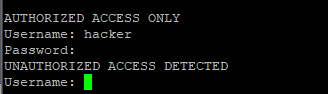 AUTHORIZED ACCESS ONLY
Username: hacker
Password:
UNAUTHORIZED ACCESS DETECTED
Username: